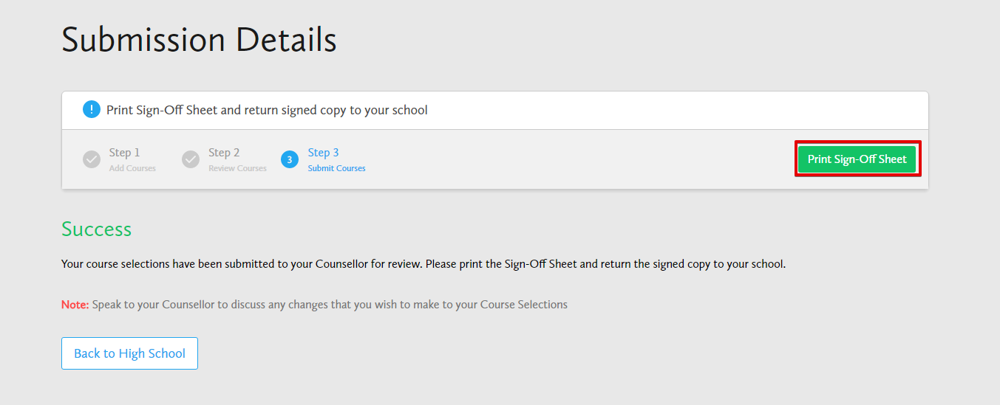 Submission Details
! Print Sign-Off Sheet and return signed copy to your school
Step 1
Add Courses
Step 2
Review Courses
3
Step 3
Submit Courses
Print Sign-Off Sheet
Success
Your course selections have been submitted to your Counsellor for review. Please print the Sign-Off Sheet and return the signed copy to your school.
Note: Speak to your Counsellor to discuss any changes that you wish to make to your Course Selections
Back to High School